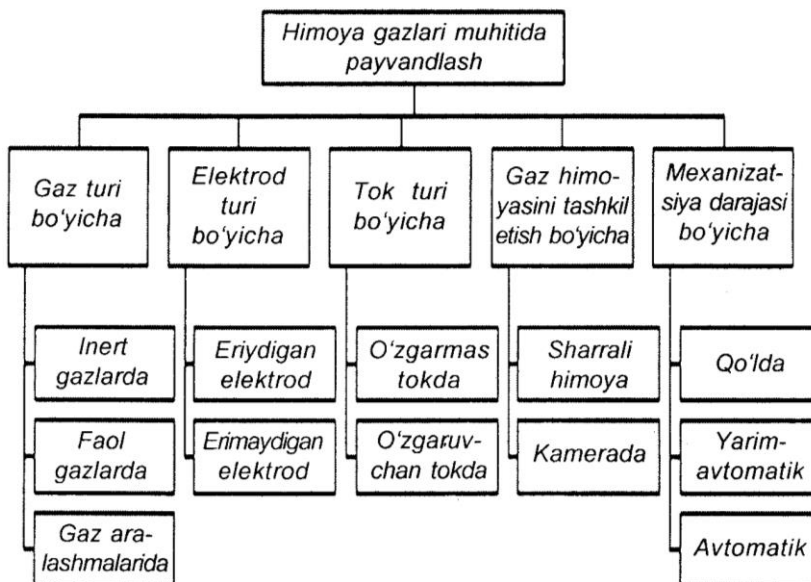 Himoya gazlari muhitida
payvandlash
Gaz turi
bo‘yicha
Elektrod
turi
bo‘yicha
Tok turi
bo‘yicha
Gaz himo-
yasini tashkil
etish bo‘yicha
Mexanizat-
siya darajasi
bo‘yicha
Inert
gazlarda
Faol
gazlarda
Gaz ara-
lashmalarida
Eriydigan
elektrod
Erimaydigan
elektrod
O‘zgarmas
tokda
O‘zgaruv-
chan tokda
Sharrali
himoya
Kamerada
Qo‘lda
Yarim-
avtomatik
Avtomatik